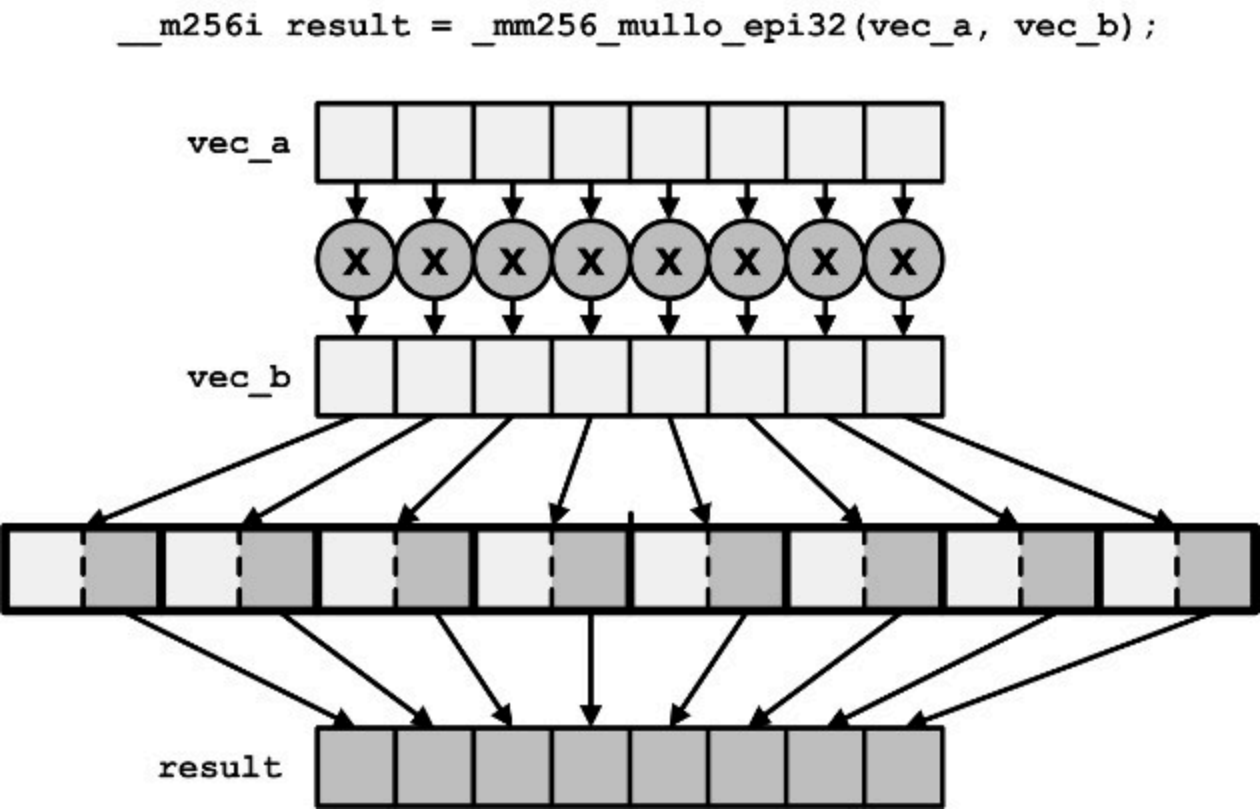 __m256i result = _mm256_mullo_epi32(vec_a, vec_b);
vec_a
x x x x x x x x
vec_b
result